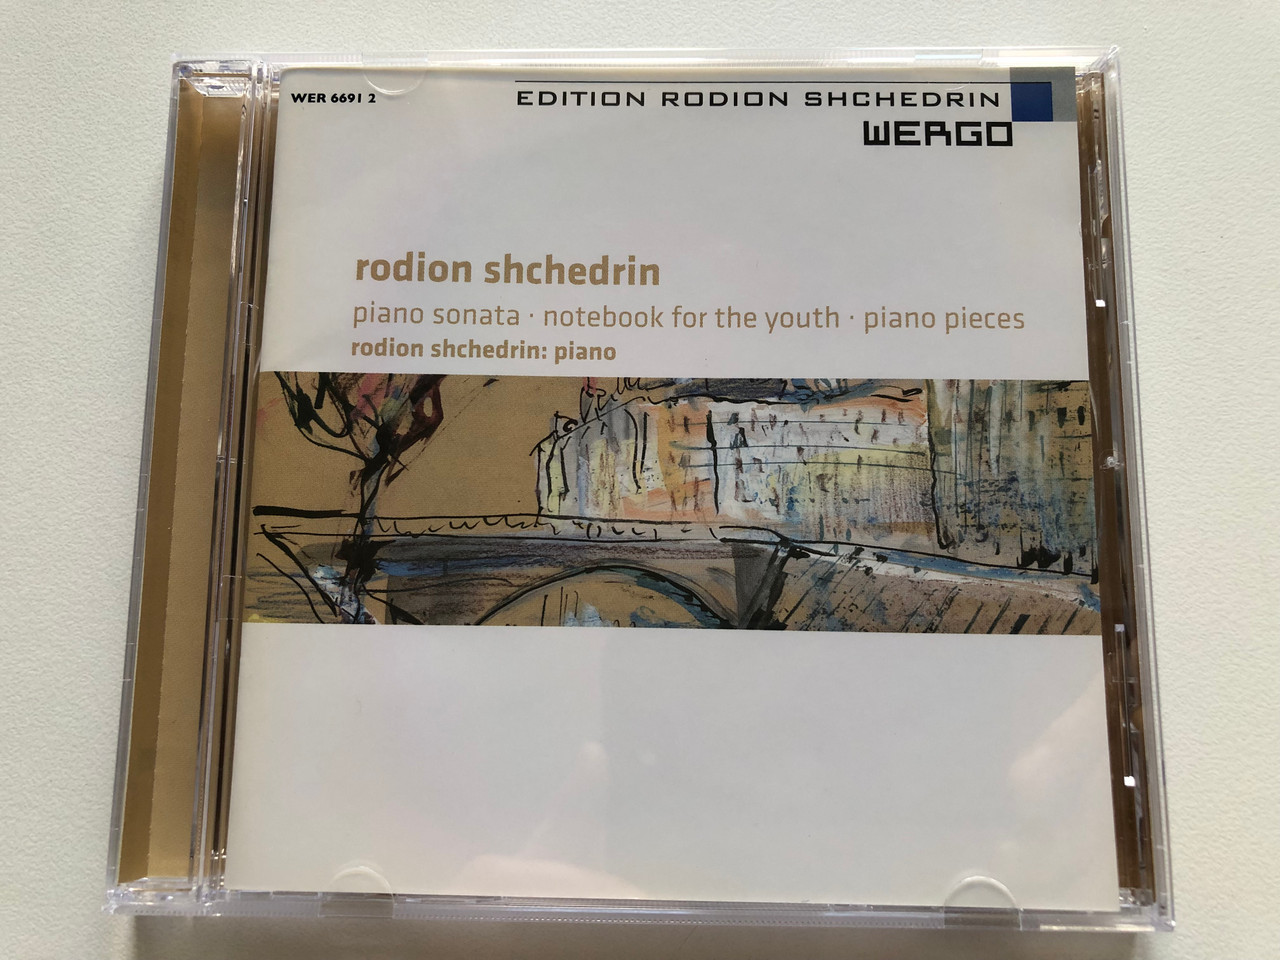 WER 6691 2
EDITION RODION SHCHEDRIN
WERGO
rodion shchedrin
piano sonata · notebook for the youth · piano pieces
rodion shchedrin: piano